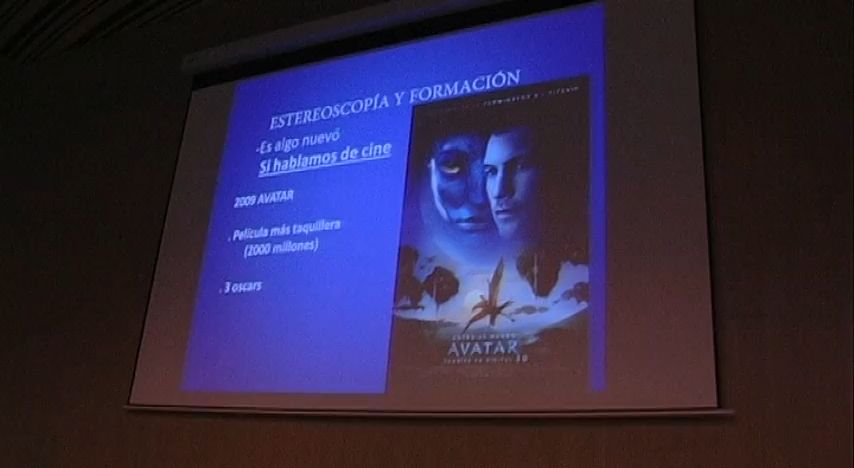 ESTEREOSCOPÍA Y FORMACIÓN
-Es algo nuevo
Si hablamos de cine
2009 AVATAR
. Película más taquillera
(2000 millones)
. 3 oscars
AVATAR
3D